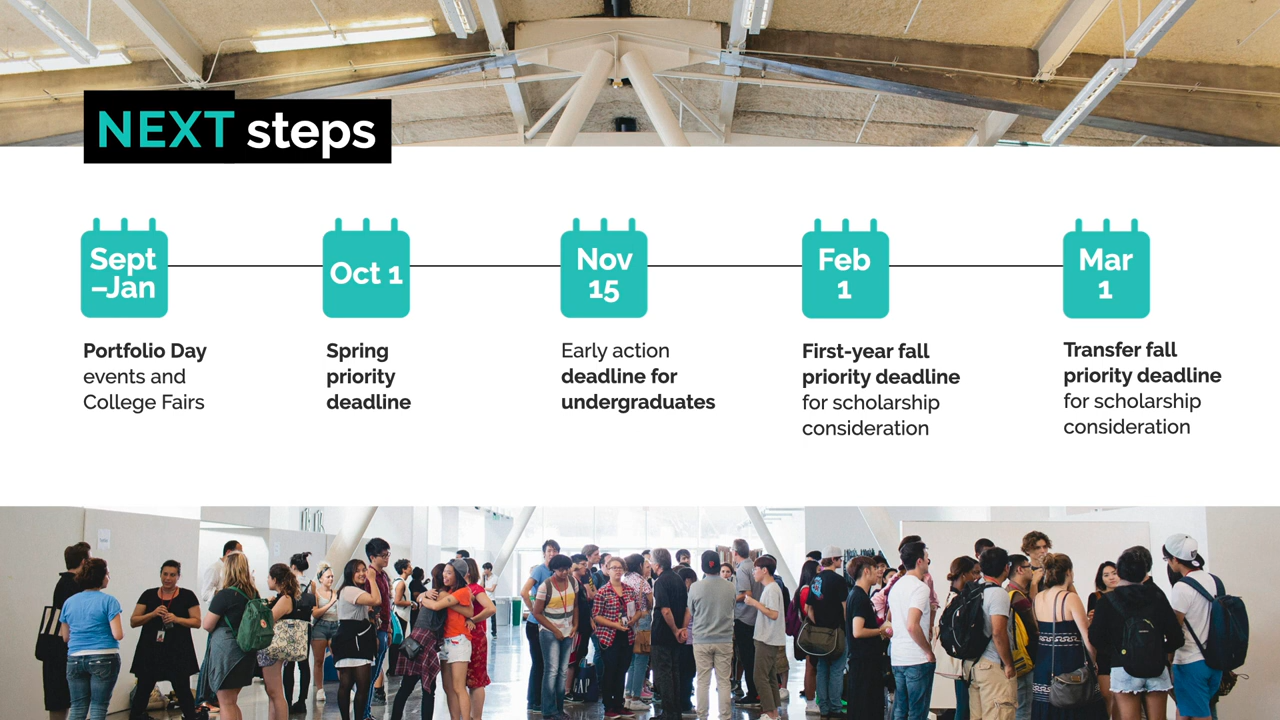 NEXT steps
Sept
–Jan
Portfolio Day
events and
College Fairs
Oct 1
Spring
priority
deadline
Nov
15
Early action
deadline for
undergraduates
Feb
1
First-year fall
priority deadline
for scholarship
consideration
Mar
1
Transfer fall
priority deadline
for scholarship
consideration